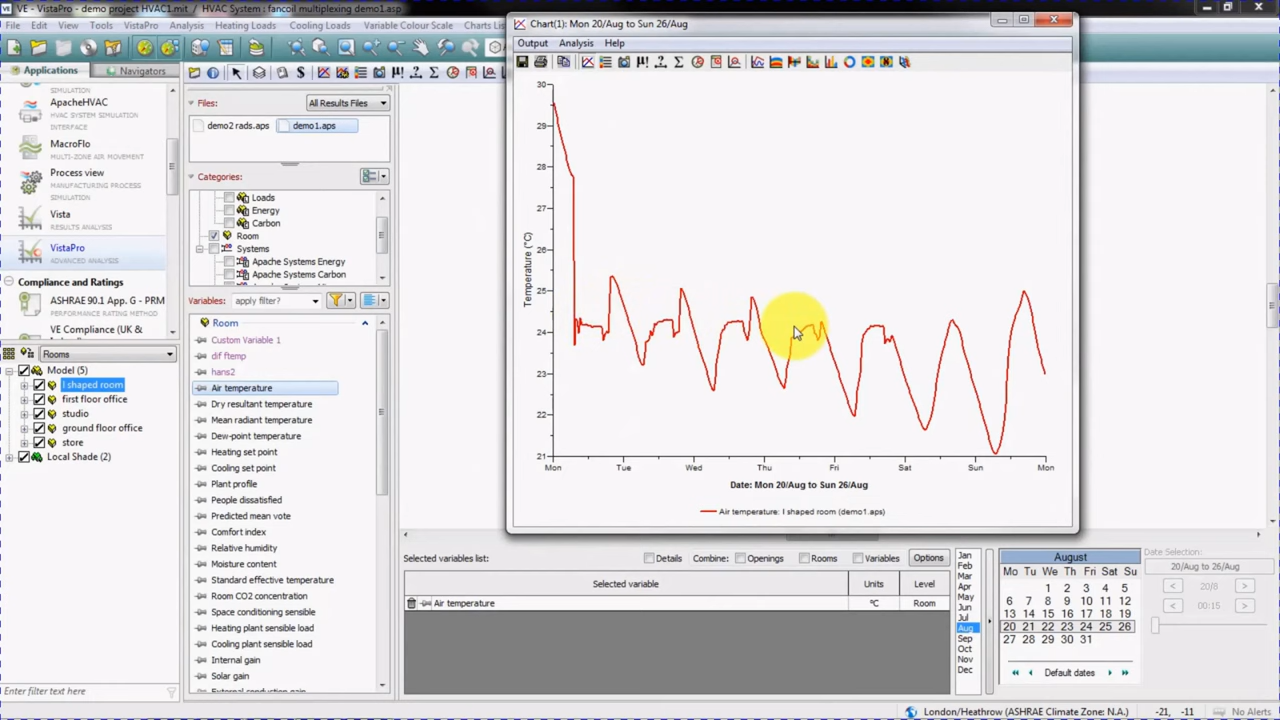 VE - VistaPro - demo project HVAC1.mit / HVAC System : fancoil multiplexing demo1.asp
File Edit View Tools VistaPro Analysis Heating Loads Cooling Loads Variable Colour Scale Charts List
Applications Navigators
SIMULATION
ApacheHVAC
HVAC SYSTEM SIMULATION
INTERFACE
MacroFlo
MULTI-ZONE AIR MOVEMENT
Process view
MANUFACTURING PROCESS
SIMULATION
Vista
RESULTS ANALYSIS
VistaPro
ADVANCED ANALYSIS
Compliance and Ratings
ASHRAE 90.1 App. G - PRM
VE Compliance (UK &
Rooms
Model (5)
l shaped room
first floor office
studio
ground floor office
store
Local Shade (2)
Enter filter text here
Files: All Results Files
demo2 rads.aps demo1.aps
Categories:
Loads
Energy
Carbon
Room
Systems
Apache Systems Energy
Apache Systems Carbon
Variables: apply filter?
Room
Custom Variable 1
dif ftemp
hans2
Air temperature
Dry resultant temperature
Mean radiant temperature
Dew-point temperature
Heating set point
Cooling set point
Plant profile
People dissatisfied
Predicted mean vote
Comfort index
Relative humidity
Moisture content
Standard effective temperature
Room CO2 concentration
Space conditioning sensible
Heating plant sensible load
Cooling plant sensible load
Internal gain
Solar gain
External conduction gain
Chart(1): Mon 20/Aug to Sun 26/Aug
Output Analysis Help
30
29
28
27
26
25
24
23
22
21
Temperature (°C)
Mon Tue Wed Thu Fri Sat Sun Mon
Date: Mon 20/Aug to Sun 26/Aug
Air temperature: l shaped room (demo1.aps)
Selected variables list: Details Combine: Openings Rooms Variables Options
Selected variable Units Level
Air temperature °C Room
Jan
Feb
Mar
Apr
May
Jun
Jul
Aug
Sep
Oct
Nov
Dec
August
Mo Tu We Th Fr Sa Su
1 2 3 4 5
6 7 8 9 10 11 12
13 14 15 16 17 18 19
20 21 22 23 24 25 26
27 28 29 30 31
Default dates
Date Selection:
20/Aug to 26/Aug
< 20/8 >
< 00:15 >
London/Heathrow (ASHRAE Climate Zone: N.A.) -21, -11 No Alerts